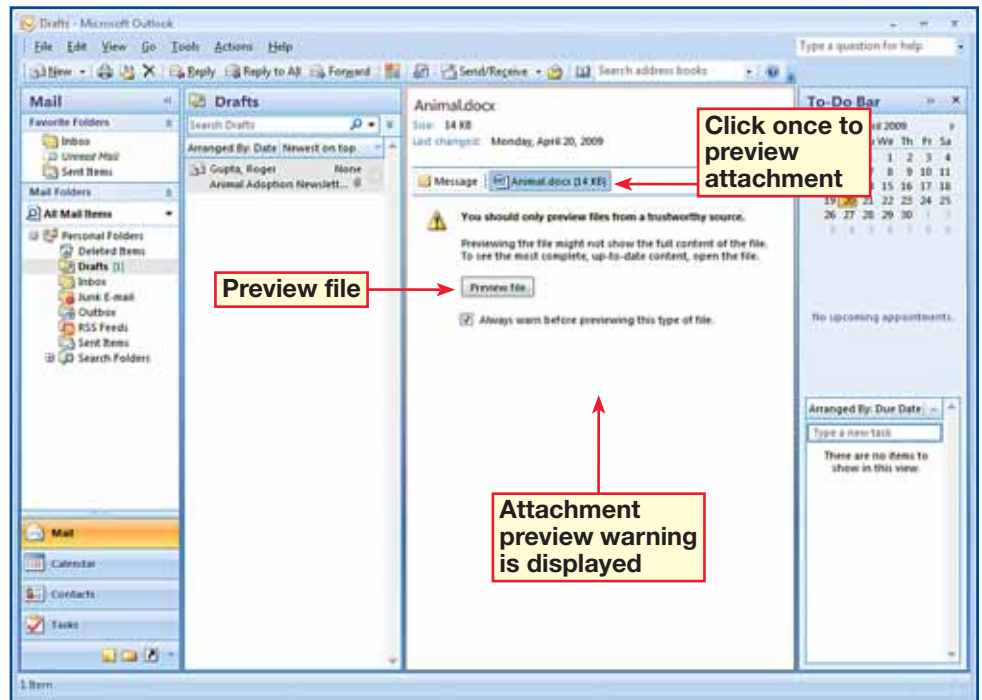 Drafts - Microsoft Outlook
File Edit View Go Tools Actions Help
Type a question for help
New Reply Reply to All Forward Send/Receive Search address books
Mail
Favorite Folders
Inbox
Unread Mail
Sent Items
Mail Folders
All Mail Items
Personal Folders
Deleted Items
Drafts [1]
Inbox
Junk E-mail
Outbox
RSS Feeds
Sent Items
Search Folders
Mail
Calendar
Contacts
Tasks
1 Item
Drafts
Search Drafts
Arranged By: Date Newest on top
Gupta, Roger None
Animal Adoption Newslett...
Animal.docx
Size: 14 KB
Last changed: Monday, April 20, 2009
Message Animal.docx (14 KB)
You should only preview files from a trustworthy source.
Previewing the file might not show the full content of the file.
To see the most complete, up-to-date content, open the file.
Preview file
Always warn before previewing this type of file.
Click once to
preview
attachment
Preview file
Attachment
preview warning
is displayed
To-Do Bar
2009
We Th Fr Sa
1 2 3 4
8 9 10 11
15 16 17 18
19 20 21 22 23 24 25
26 27 28 29 30
No upcoming appointments.
Arranged By: Due Date
Type a new task
There are no items to
show in this view.